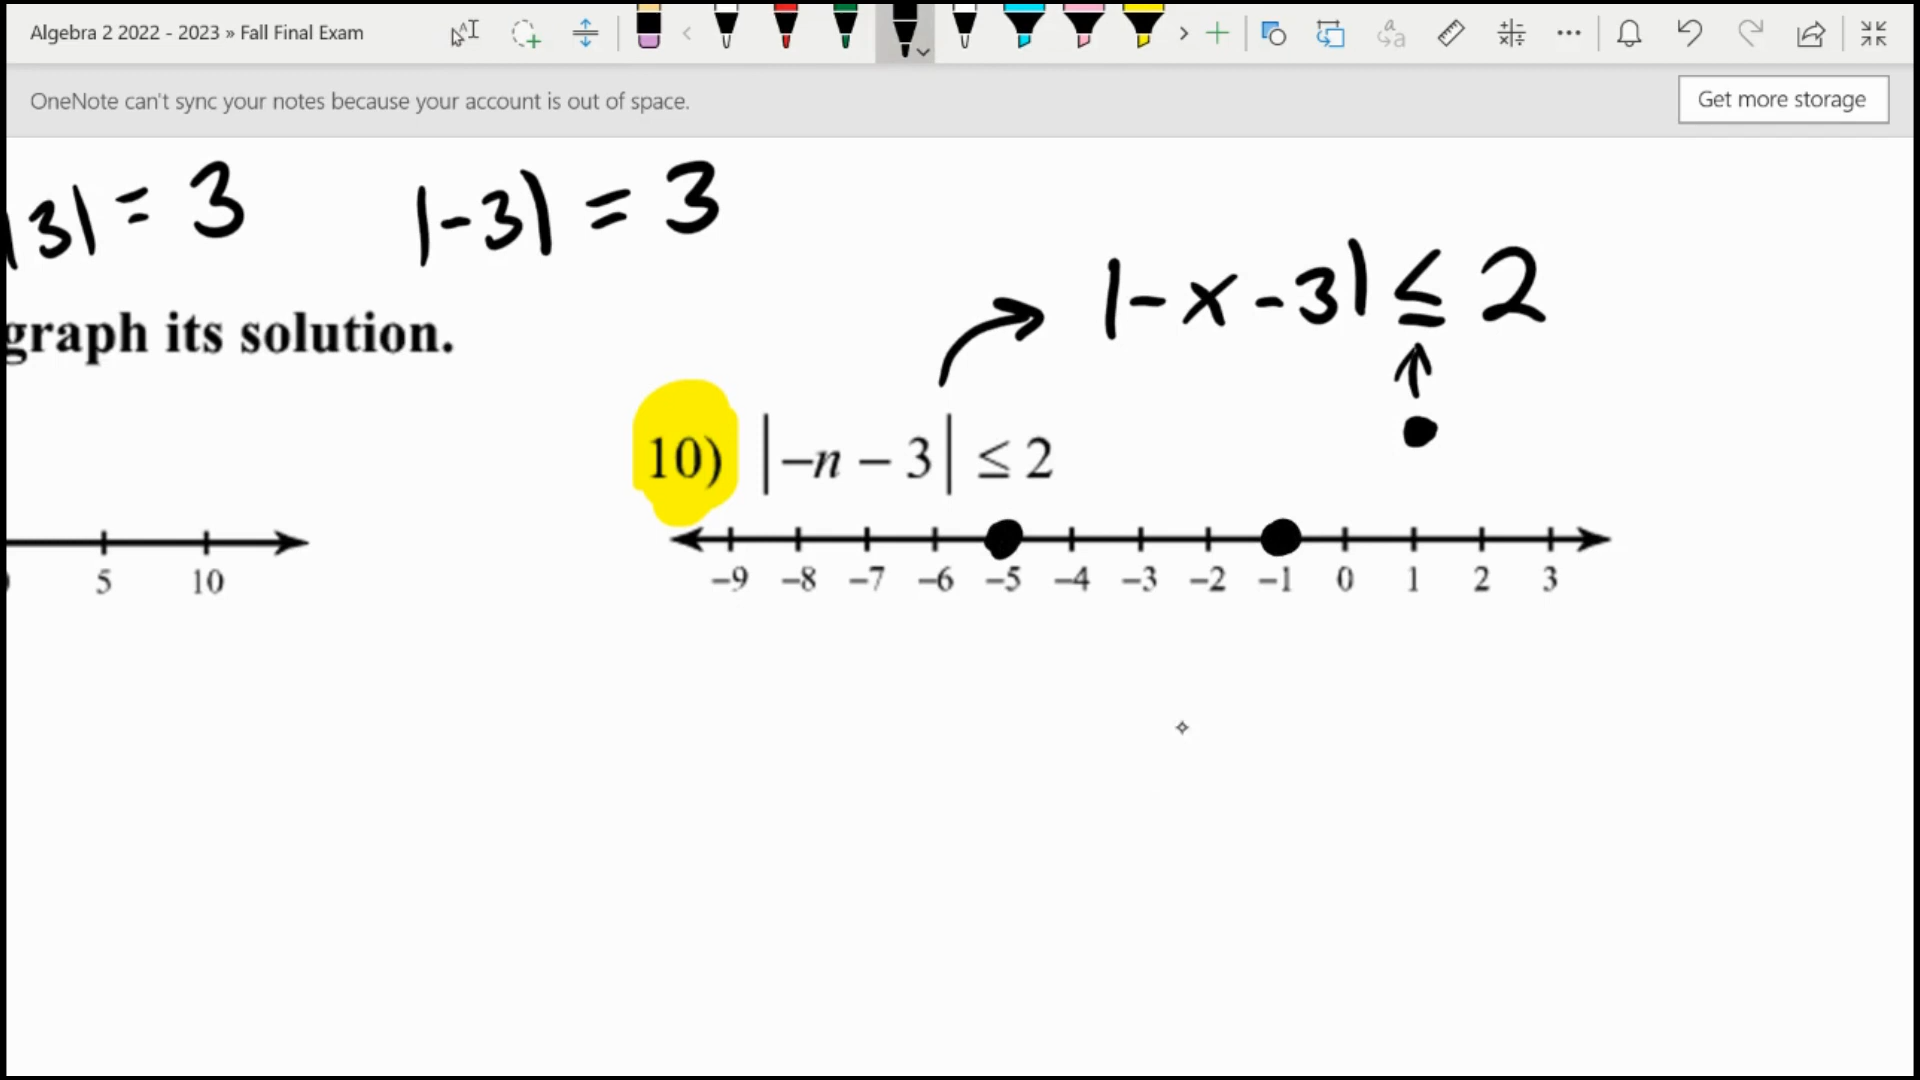 Algebra 2 2022 - 2023 » Fall Final Exam
OneNote can't sync your notes because your account is out of space.
Get more storage
|3| = 3
|-3| = 3
|-x-3| ≤ 2
graph its solution.
10) |−n − 3| ≤ 2
5 10
−9 −8 −7 −6 −5 −4 −3 −2 −1 0 1 2 3